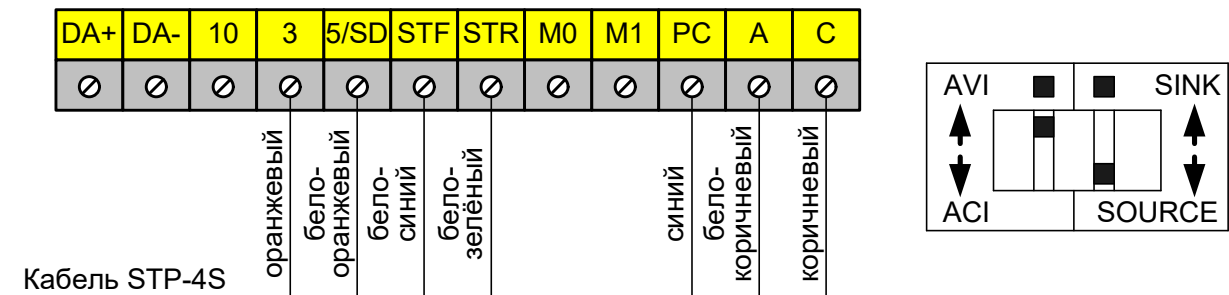 DA+ DA- 10 3 5/SD STF STR M0 M1 PC A C
AVI SINK
ACI SOURCE
оранжевый
бело-
оранжевый
бело-
синий
бело-
зелёный
синий
бело-
коричневый
коричневый
Кабель STP-4S